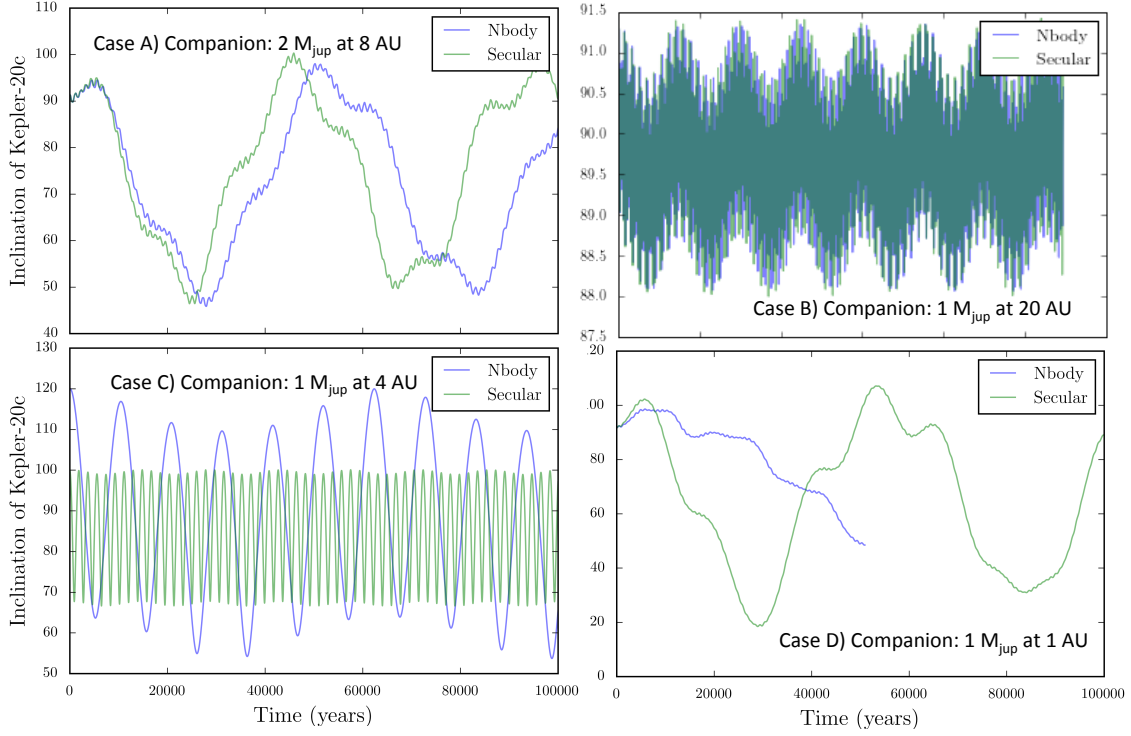 110
100
90
80
70
60
50
40
Inclination of Kepler-20c
Case A) Companion: 2 Mjup at 8 AU
Nbody
Secular
91.5
91.0
90.5
90.0
89.5
89.0
88.5
88.0
87.5
Nbody
Secular
Case B) Companion: 1 Mjup at 20 AU
130
120
110
100
90
80
70
60
50
Inclination of Kepler-20c
Case C) Companion: 1 Mjup at 4 AU
Nbody
Secular
0 20000 40000 60000 80000 100000
Time (years)
20
00
80
60
40
20
0
Nbody
Secular
Case D) Companion: 1 Mjup at 1 AU
0 20000 40000 60000 80000 100000
Time (years)